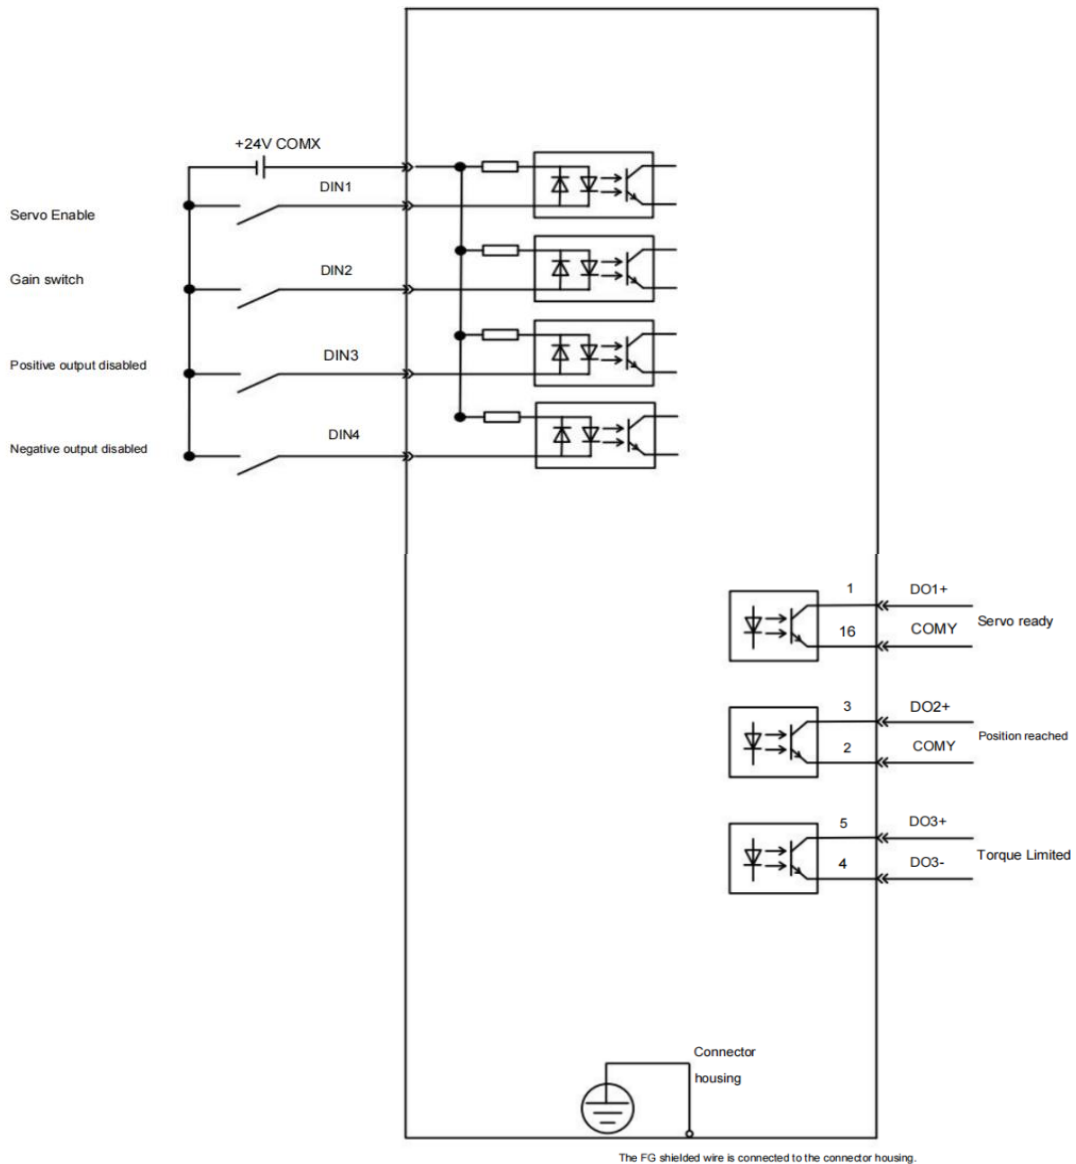 +24V COMX
DIN1
Servo Enable
DIN2
Gain switch
DIN3
Positive output disabled
DIN4
Negative output disabled
1 DO1+
Servo ready
16 COMY
3 DO2+
Position reached
2 COMY
5 DO3+
Torque Limited
4 DO3-
Connector
housing
The FG shielded wire is connected to the connector housing.